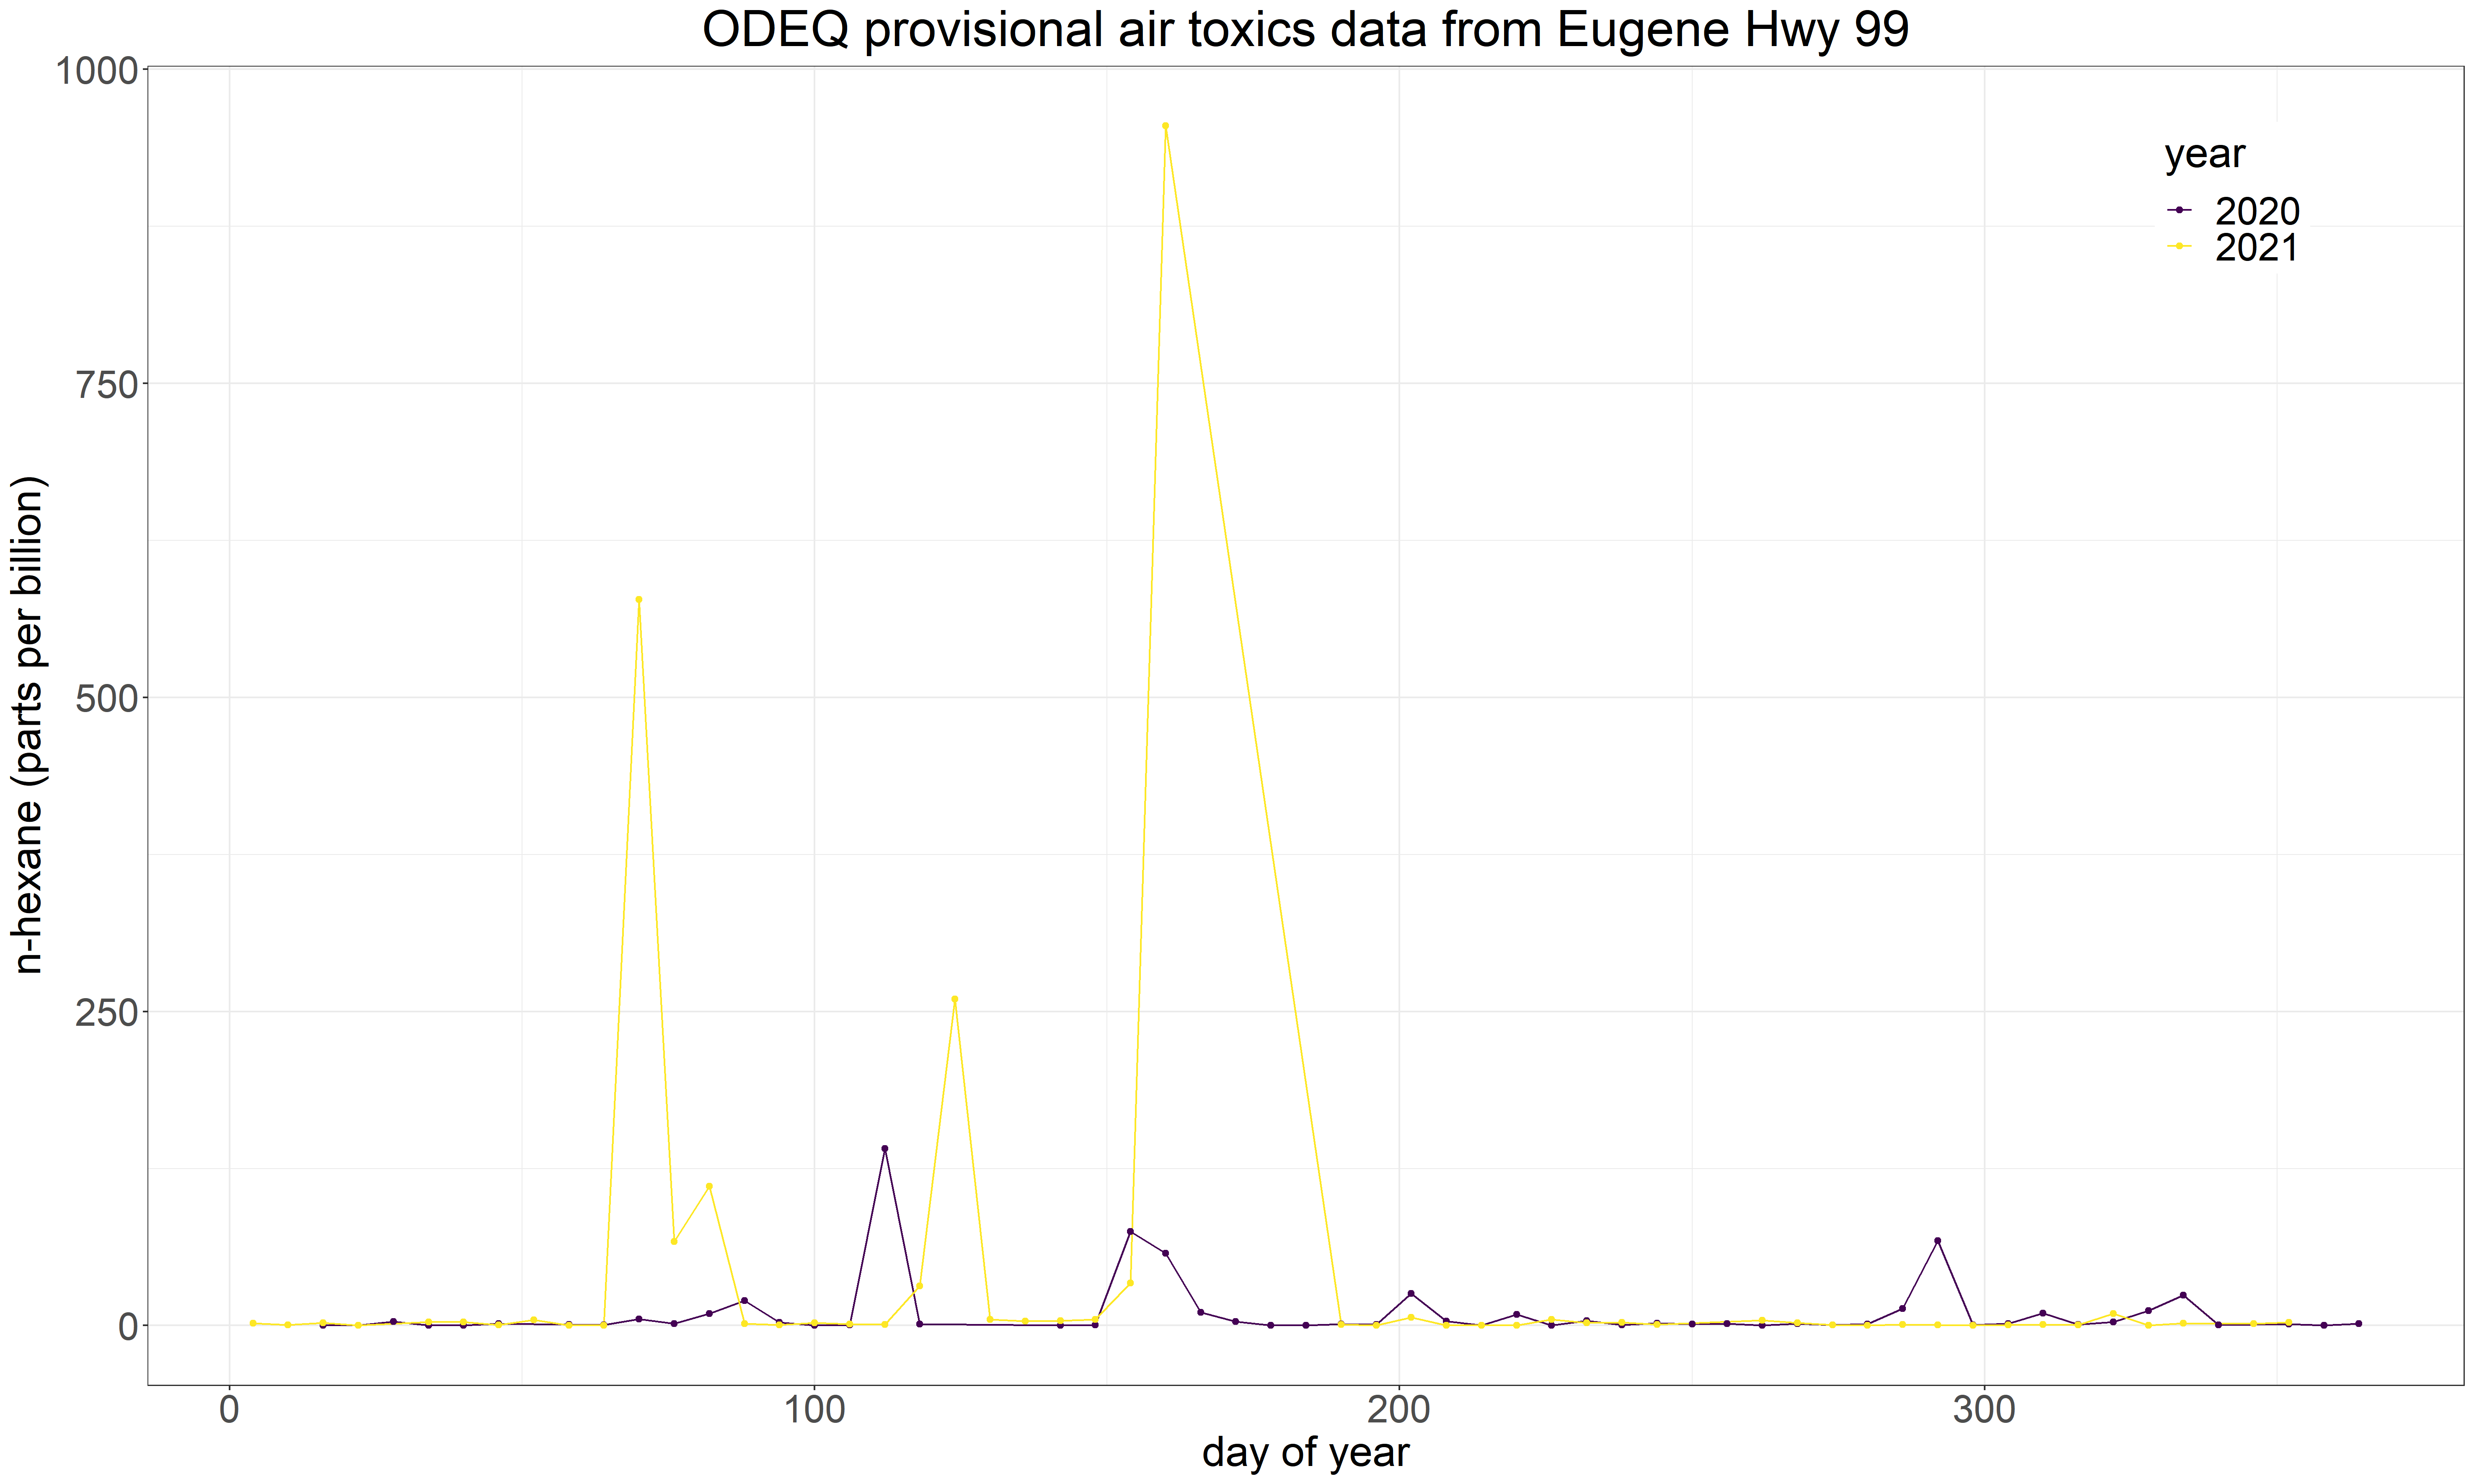 ODEQ provisional air toxics data from Eugene Hwy 99
1000
750
500
250
0
n-hexane (parts per billion)
year
2020
2021
0 100 200 300
day of year